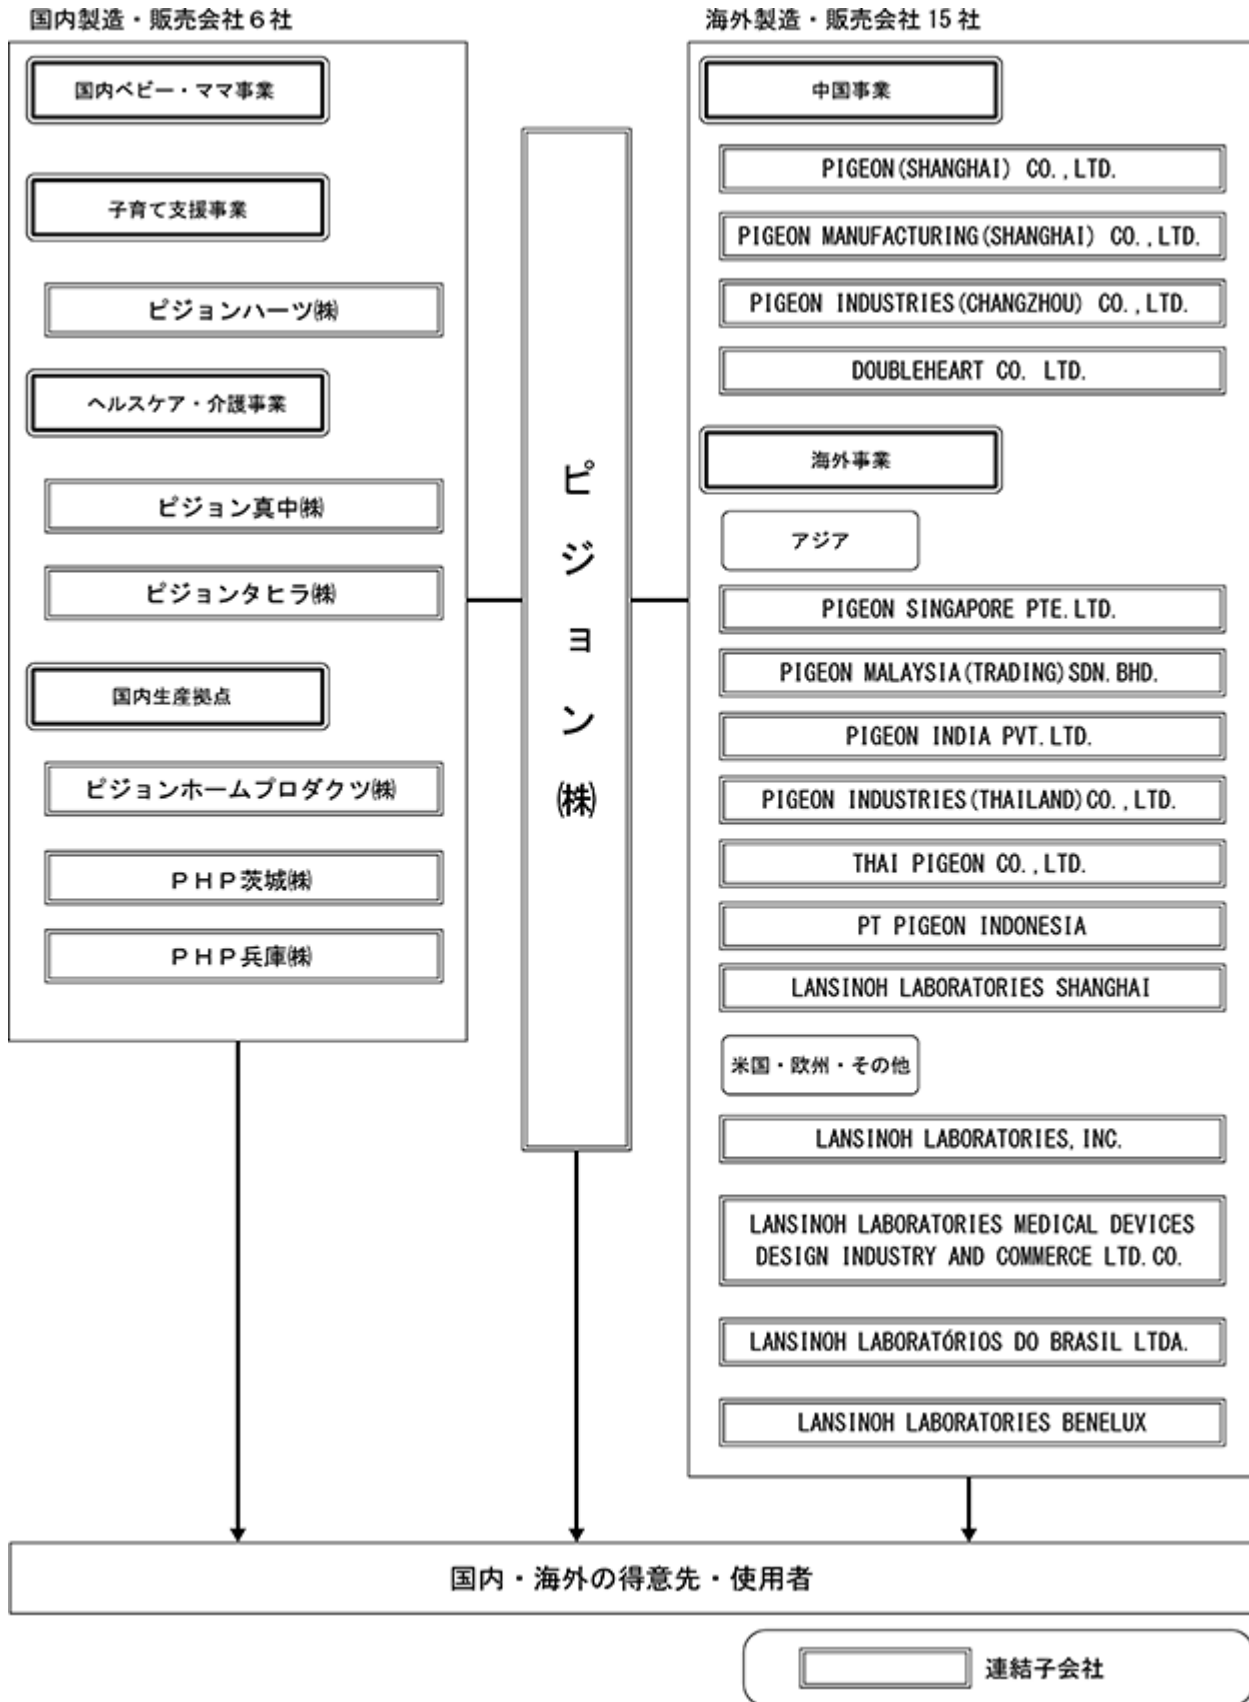 国内製造・販売会社6社
国内ベビー・ママ事業
子育て支援事業
ピジョンハーツ㈱
ヘルスケア・介護事業
ピジョン真中㈱
ピジョンタヒラ㈱
国内生産拠点
ピジョンホームプロダクツ㈱
PHP茨城㈱
PHP兵庫㈱
ピジョン㈱
海外製造・販売会社15社
中国事業
PIGEON(SHANGHAI) CO.,LTD.
PIGEON MANUFACTURING(SHANGHAI) CO.,LTD.
PIGEON INDUSTRIES(CHANGZHOU) CO.,LTD.
DOUBLEHEART CO. LTD.
海外事業
アジア
PIGEON SINGAPORE PTE.LTD.
PIGEON MALAYSIA(TRADING)SDN.BHD.
PIGEON INDIA PVT.LTD.
PIGEON INDUSTRIES(THAILAND)CO.,LTD.
THAI PIGEON CO.,LTD.
PT PIGEON INDONESIA
LANSINOH LABORATORIES SHANGHAI
米国・欧州・その他
LANSINOH LABORATORIES,INC.
LANSINOH LABORATORIES MEDICAL DEVICES
DESIGN INDUSTRY AND COMMERCE LTD.CO.
LANSINOH LABORATÓRIOS DO BRASIL LTDA.
LANSINOH LABORATORIES BENELUX
国内・海外の得意先・使用者
連結子会社